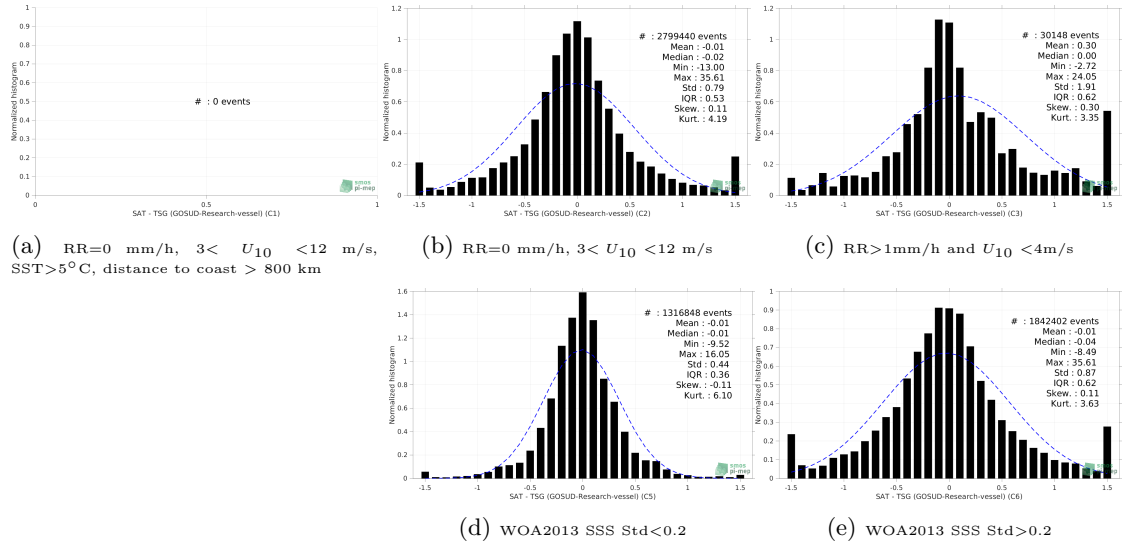 1
0.9
0.8
0.7
0.6
0.5
0.4
0.3
0.2
0.1
0
Normalized histogram
# : 0 events
smos
pi-mep
0 0.5 1
SAT - TSG (GOSUD-Research-vessel) (C1)
(a) RR=0 mm/h, 3< U10 <12 m/s,
SST>5°C, distance to coast > 800 km
1.2
1
0.8
0.6
0.4
0.2
0
Normalized histogram
# : 2799440 events
Mean : -0.01
Median : -0.02
Min : -13.00
Max : 35.61
Std : 0.79
IQR : 0.53
Skew. : 0.11
Kurt. : 4.19
smos
pi-mep
-1.5 -1 -0.5 0 0.5 1 1.5
SAT - TSG (GOSUD-Research-vessel) (C2)
(b) RR=0 mm/h, 3< U10 <12 m/s
1.2
1
0.8
0.6
0.4
0.2
0
Normalized histogram
# : 30148 events
Mean : 0.30
Median : 0.00
Min : -2.72
Max : 24.05
Std : 1.91
IQR : 0.62
Skew. : 0.30
Kurt. : 3.35
smos
pi-mep
-1.5 -1 -0.5 0 0.5 1 1.5
SAT - TSG (GOSUD-Research-vessel) (C3)
(c) RR>1mm/h and U10 <4m/s
1.6
1.4
1.2
1
0.8
0.6
0.4
0.2
0
Normalized histogram
# : 1316848 events
Mean : -0.01
Median : -0.01
Min : -9.52
Max : 16.05
Std : 0.44
IQR : 0.36
Skew. : -0.11
Kurt. : 6.10
smos
pi-mep
-1.5 -1 -0.5 0 0.5 1 1.5
SAT - TSG (GOSUD-Research-vessel) (C5)
(d) WOA2013 SSS Std<0.2
1
0.9
0.8
0.7
0.6
0.5
0.4
0.3
0.2
0.1
0
Normalized histogram
# : 1842402 events
Mean : -0.01
Median : -0.04
Min : -8.49
Max : 35.61
Std : 0.87
IQR : 0.62
Skew. : 0.11
Kurt. : 3.63
smos
pi-mep
-1.5 -1 -0.5 0 0.5 1 1.5
SAT - TSG (GOSUD-Research-vessel) (C6)
(e) WOA2013 SSS Std>0.2